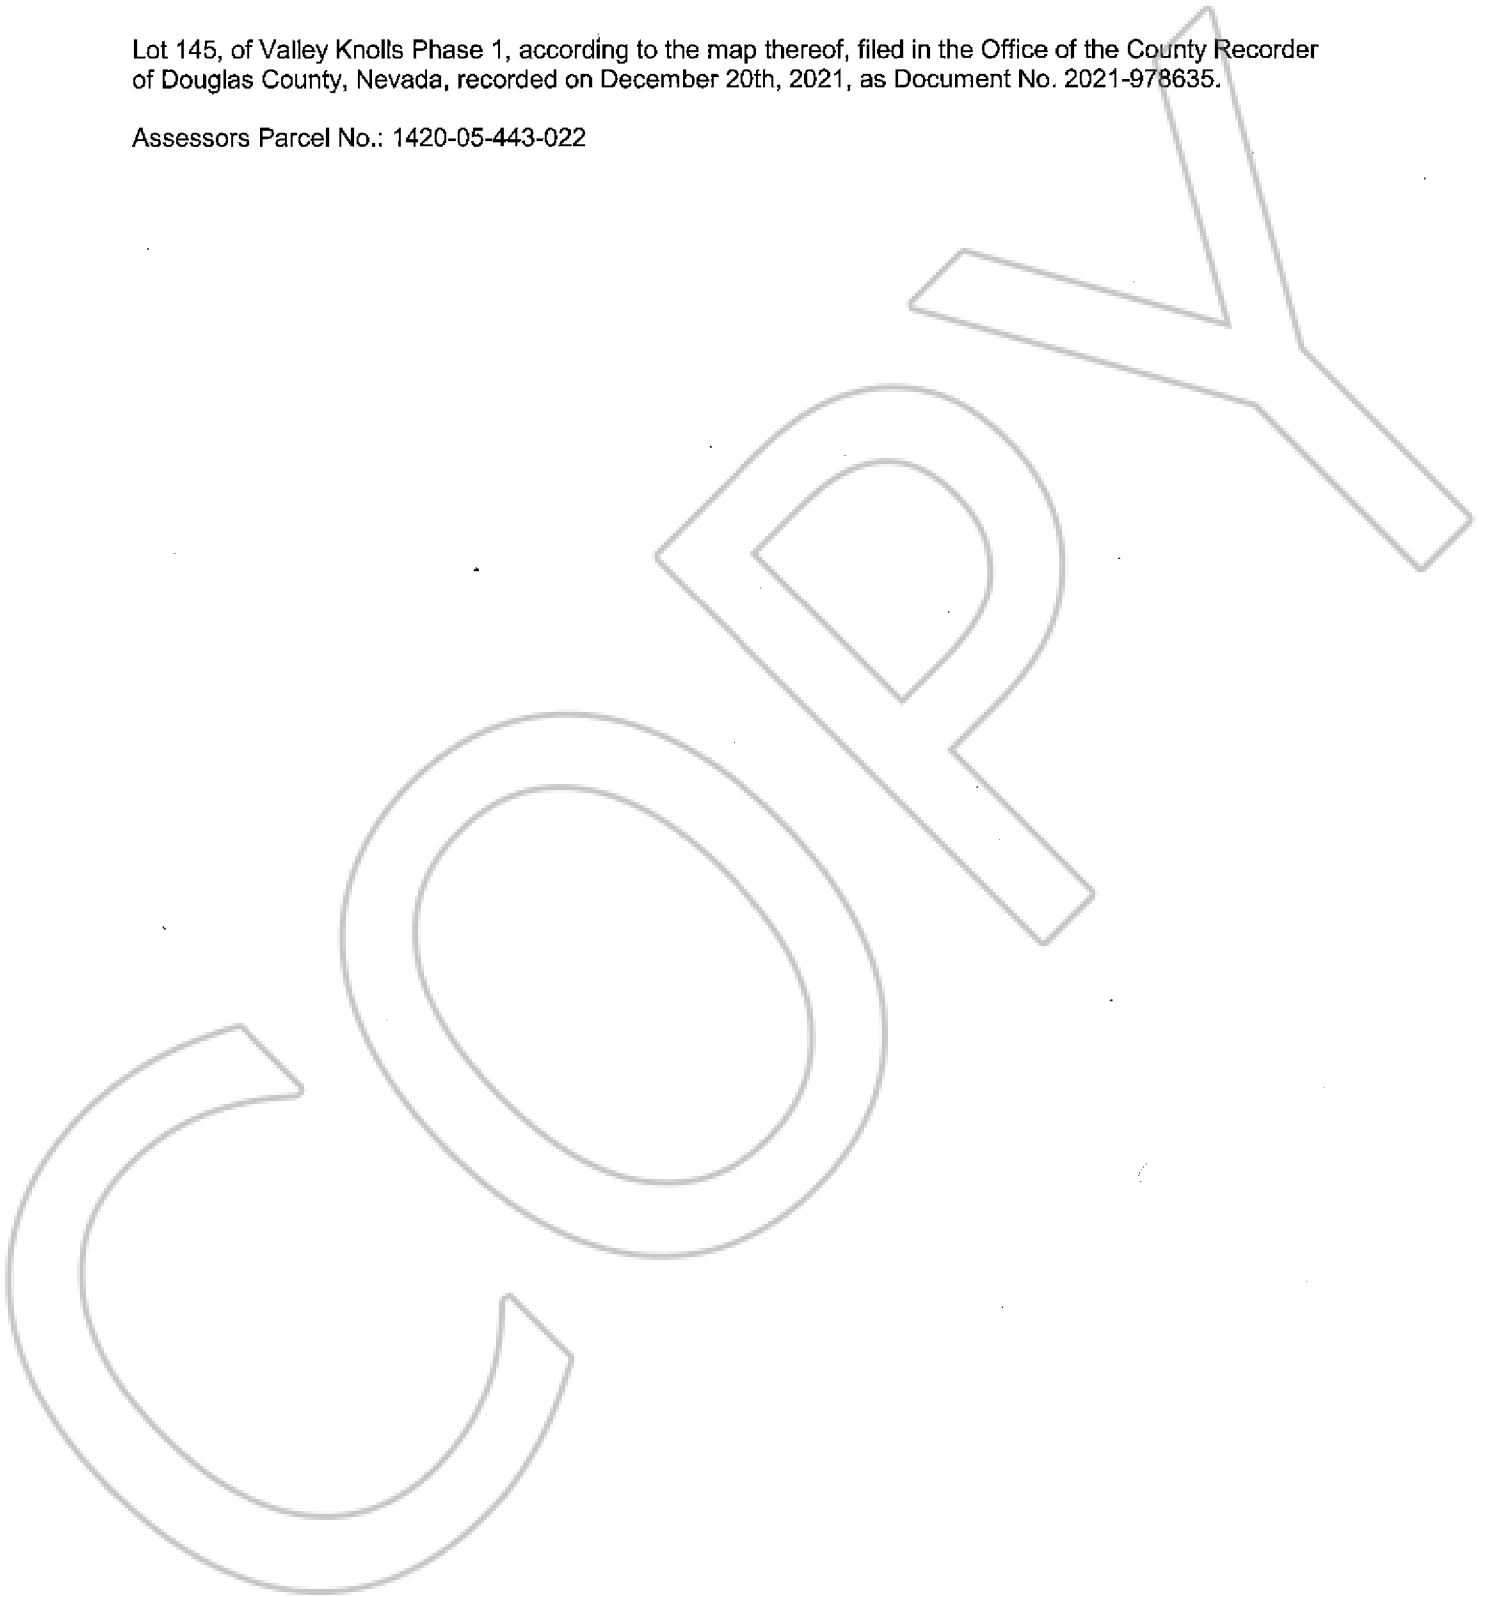 Lot 145, of Valley Knolls Phase 1, according to the map thereof, filed in the Office of the County Recorder
of Douglas County, Nevada, recorded on December 20th, 2021, as Document No. 2021-978635.
Assessors Parcel No.: 1420-05-443-022
COPY